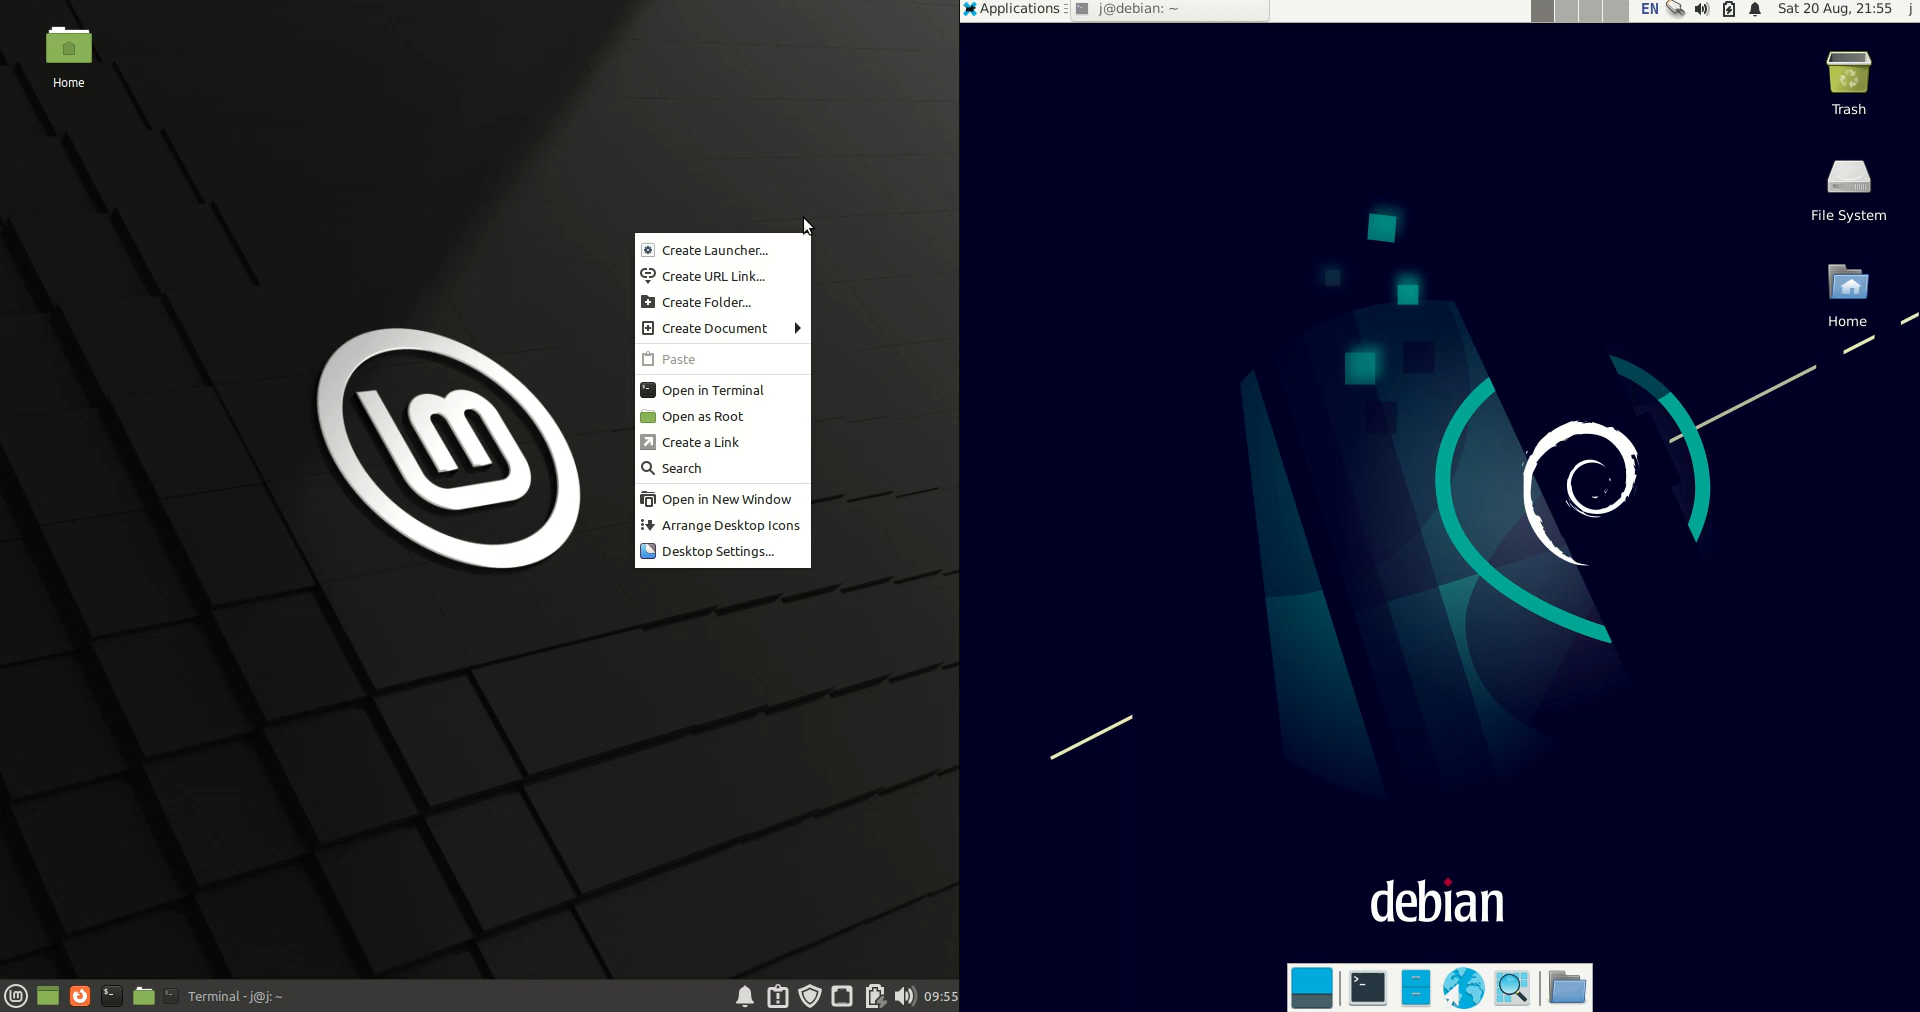 Home
Create Launcher...
Create URL Link...
Create Folder...
Create Document
Paste
Open in Terminal
Open as Root
Create a Link
Search
Open in New Window
Arrange Desktop Icons
Desktop Settings...
Terminal - j@j: ~
09:55
Applications
j@debian: ~
EN
Sat 20 Aug, 21:55
j
Trash
File System
Home
debian